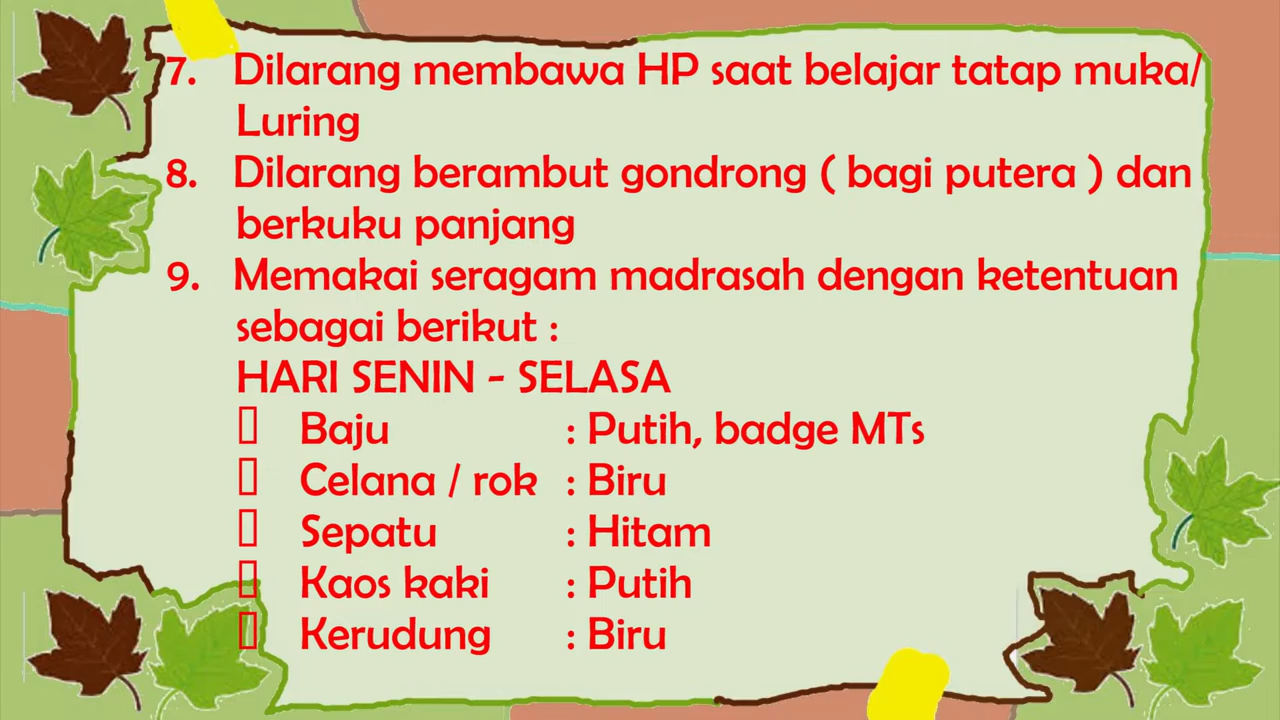 7. Dilarang membawa HP saat belajar tatap muka/
Luring
8. Dilarang berambut gondrong ( bagi putera ) dan
berkuku panjang
9. Memakai seragam madrasah dengan ketentuan
sebagai berikut :
HARI SENIN - SELASA
Baju : Putih, badge MTs
Celana / rok : Biru
Sepatu : Hitam
Kaos kaki : Putih
Kerudung : Biru